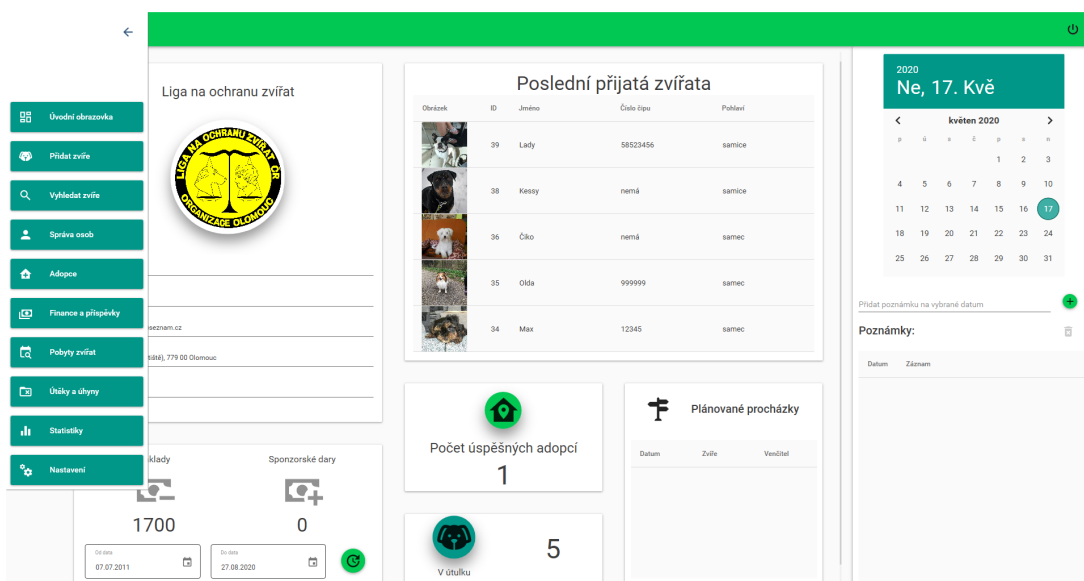 Úvodní obrazovka
Přidat zvíře
Vyhledat zvíře
Správa osob
Adopce
Finance a příspěvky
Pobyty zvířat
Útěky a úhyny
Statistiky
Nastavení
Liga na ochranu zvířat
LIGA NA OCHRANU ZVÍŘAT ČR
ORGANIZACE OLOMOUC
seznam.cz
779 00 Olomouc
klady
Sponzorské dary
1700
0
Od data
07.07.2011
Do data
27.08.2020
Poslední přijatá zvířata
Obrázek ID Jméno Číslo čipu Pohlaví
39 Lady 58523456 samice
38 Kessy nemá samice
36 Čiko nemá samec
35 Olda 999999 samec
34 Max 12345 samec
Počet úspěšných adopcí
1
V útulku
5
Plánované procházky
Datum Zvíře Venčitel
2020
Ne, 17. Kvě
květen 2020
p ú s č p s n
1 2 3
4 5 6 7 8 9 10
11 12 13 14 15 16 17
18 19 20 21 22 23 24
25 26 27 28 29 30 31
Přidat poznámku na vybrané datum
Poznámky:
Datum Záznam